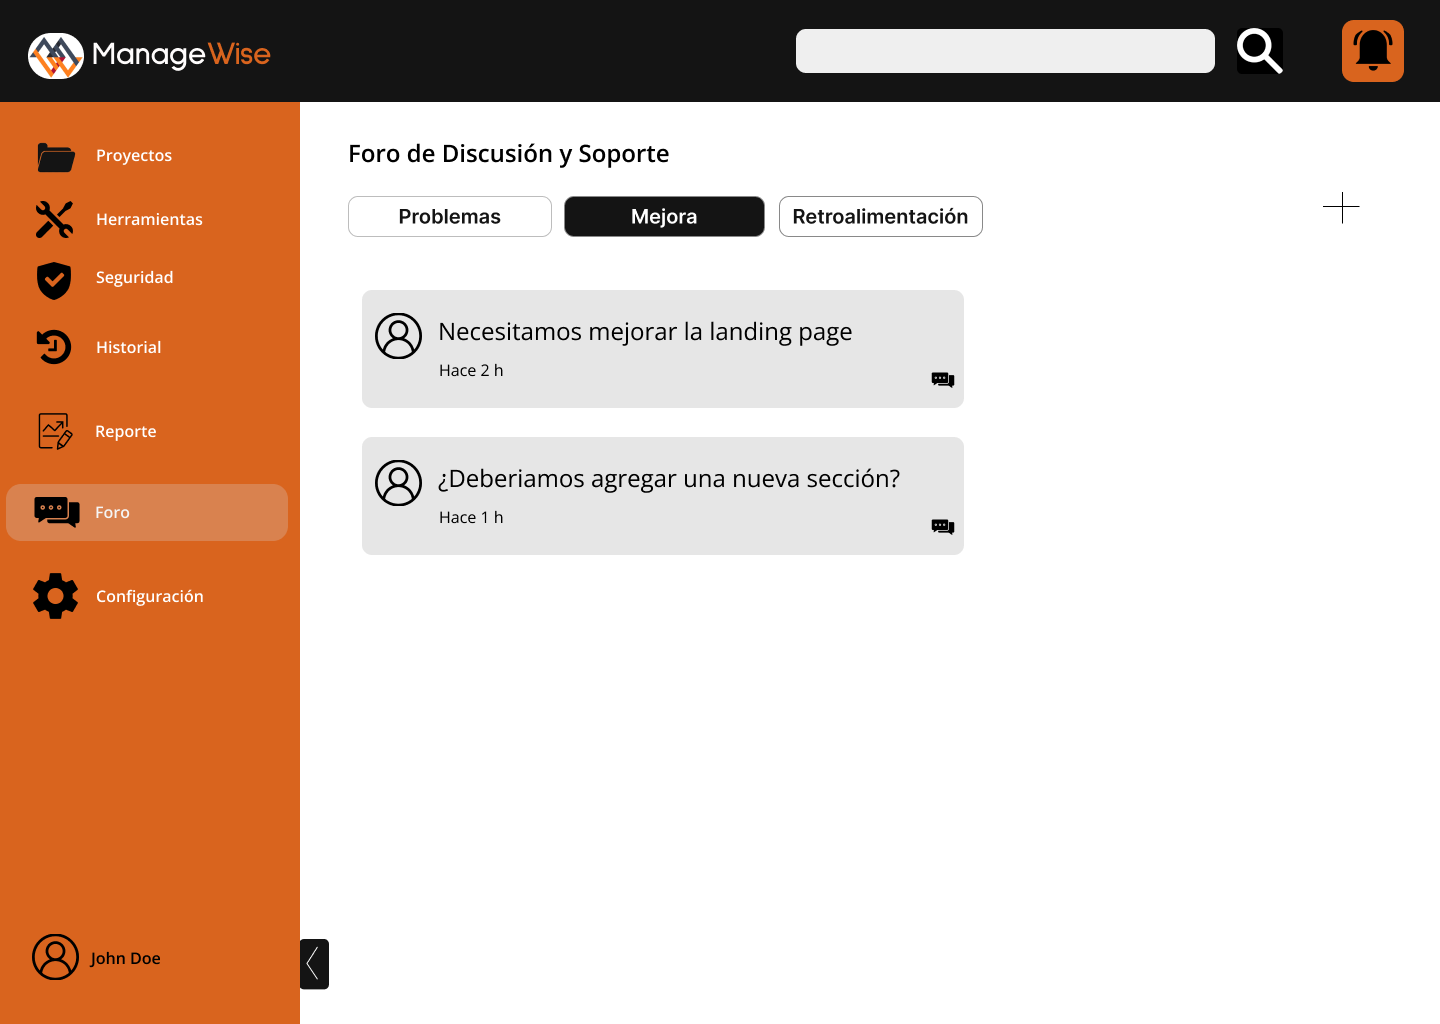 ManageWise
Proyectos
Herramientas
Seguridad
Historial
Reporte
Foro
Configuración
John Doe
Foro de Discusión y Soporte
Problemas
Mejora
Retroalimentación
Necesitamos mejorar la landing page
Hace 2 h
¿Deberiamos agregar una nueva sección?
Hace 1 h